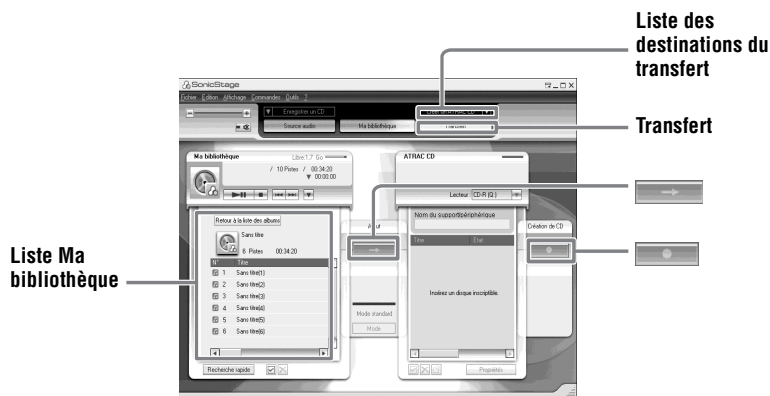 Liste des
destinations du
transfert
Transfert
Liste Ma
bibliothèque
SonicStage
Fichier Edition Affichage Commandes Outils ?
Enregistrer un CD
Source audio
Ma bibliothèque
Ma bibliothèque
Libre:1.7 Go
/ 10 Pistes / 00:34:20
00:00:00
Retour à la liste des albums
Sans titre
6 Pistes 00:34:20
N° Titre
1 Sans titre(1)
2 Sans titre(2)
3 Sans titre(3)
4 Sans titre(4)
5 Sans titre(5)
6 Sans titre(6)
Recherche rapide
Mode standard
Mode
ATRAC CD
Lecteur CD-R (Q:)
Nom du support/périphérique
Titre Etat
Insérez un disque inscriptible.
Propriétés
Création de CD